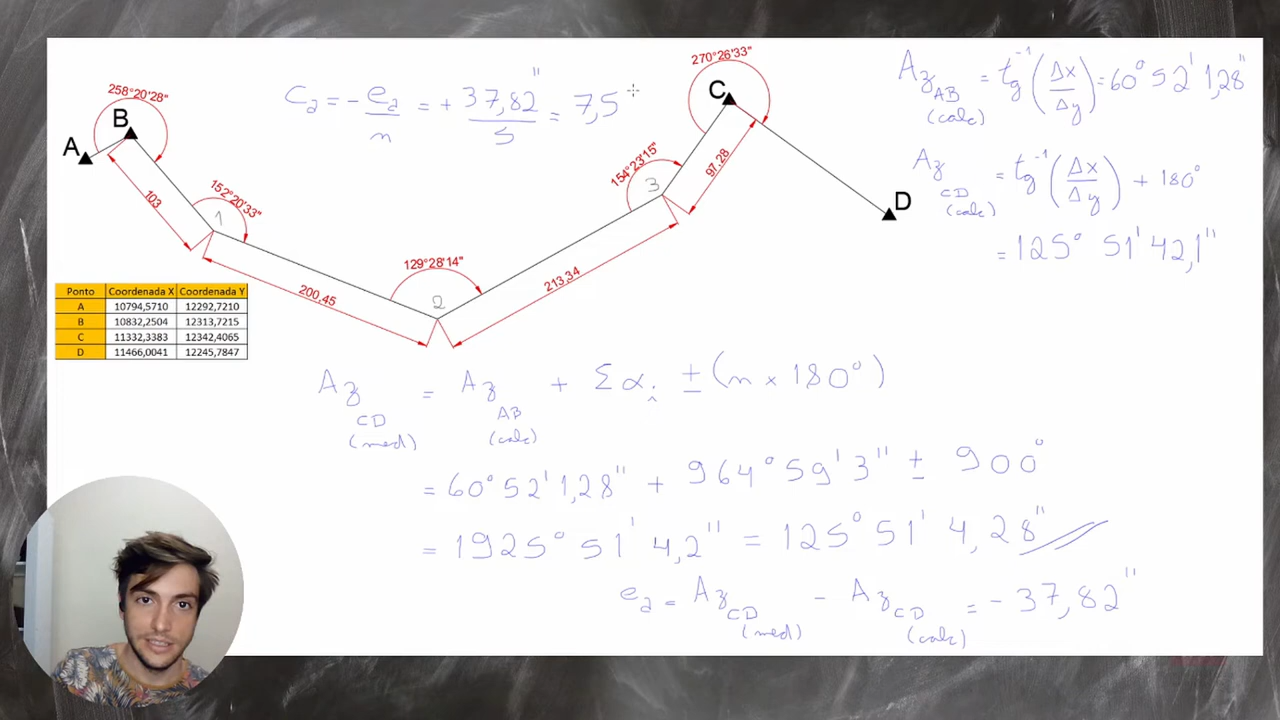 258°20'28"
A
B
103
152°20'33"
1
200.45
129°28'14"
2
213.34
154°23'15"
3
97.28
270°26'33"
C
D
Ca = - ea/n = + 37,82"/5 = 7,5
Az AB (calc) = tg⁻¹ (Δx/Δy) = 60° 52' 1,28"
Az CD (calc) = tg⁻¹ (Δx/Δy) + 180°
= 125° 51' 42,1"
Ponto Coordenada X Coordenada Y
A 10794,5710 12292,7210
B 10832,2504 12313,7215
C 11332,3383 12342,4065
D 11466,0041 12245,7847
Az CD (med) = Az AB (calc) + Σαi ± (n x 180°)
= 60° 52' 1,28" + 964° 59' 3" ± 900°
= 1925° 51' 4,2" = 125° 51' 4,28"
ea = Az CD (med) - Az CD (calc) = - 37,82"